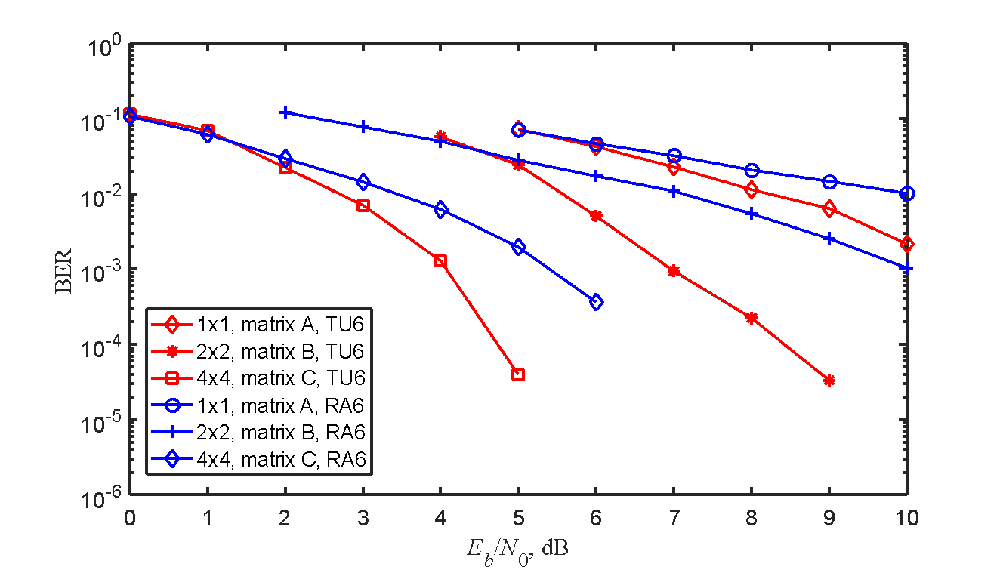 10^0
10^-1
10^-2
10^-3
10^-4
10^-5
10^-6
BER
1x1, matrix A, TU6
2x2, matrix B, TU6
4x4, matrix C, TU6
1x1, matrix A, RA6
2x2, matrix B, RA6
4x4, matrix C, RA6
0 1 2 3 4 5 6 7 8 9 10
E_b/N_0, dB